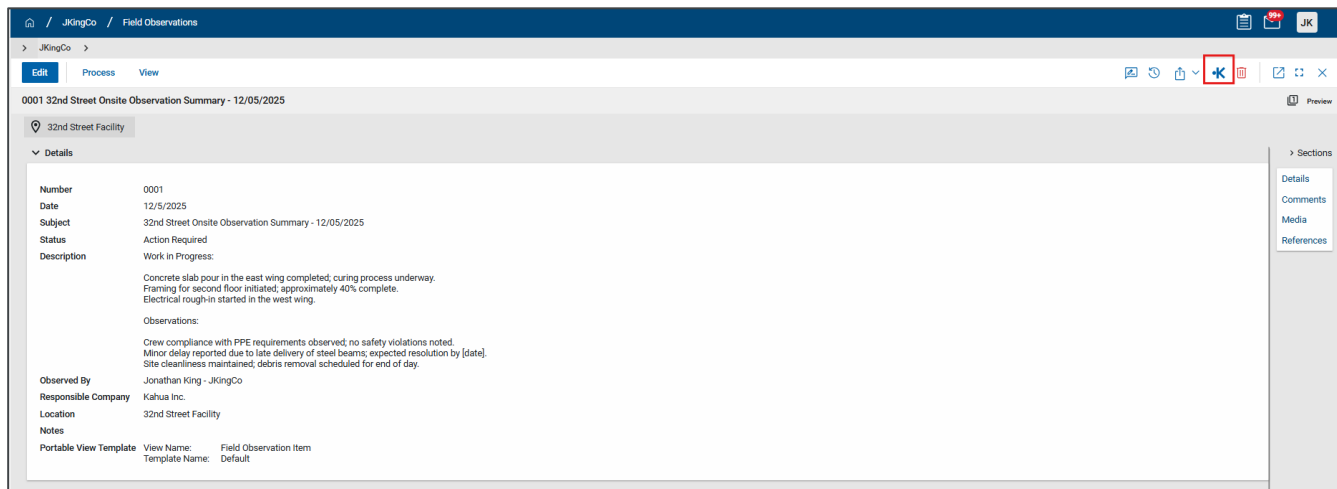 / JKingCo / Field Observations
99+
JK
> JKingCo >
Edit Process View
K
0001 32nd Street Onsite Observation Summary - 12/05/2025
1 Preview
32nd Street Facility
Details
> Sections
Details
Comments
Media
References
Number 0001
Date 12/5/2025
Subject 32nd Street Onsite Observation Summary - 12/05/2025
Status Action Required
Description Work in Progress:
Concrete slab pour in the east wing completed; curing process underway.
Framing for second floor initiated; approximately 40% complete.
Electrical rough-in started in the west wing.
Observations:
Crew compliance with PPE requirements observed; no safety violations noted.
Minor delay reported due to late delivery of steel beams; expected resolution by [date].
Site cleanliness maintained; debris removal scheduled for end of day.
Observed By Jonathan King - JKingCo
Responsible Company Kahua Inc.
Location 32nd Street Facility
Notes
Portable View Template View Name: Field Observation Item
Template Name: Default